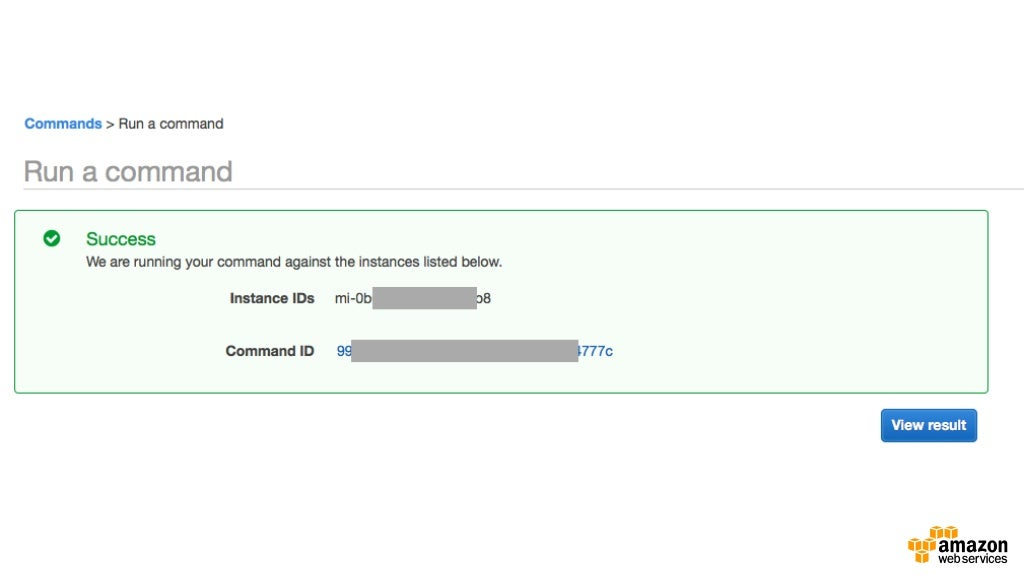 Commands > Run a command
Run a command
Success
We are running your command against the instances listed below.
Instance IDs mi-0b
Command ID 99 777c
View result
amazon
web services